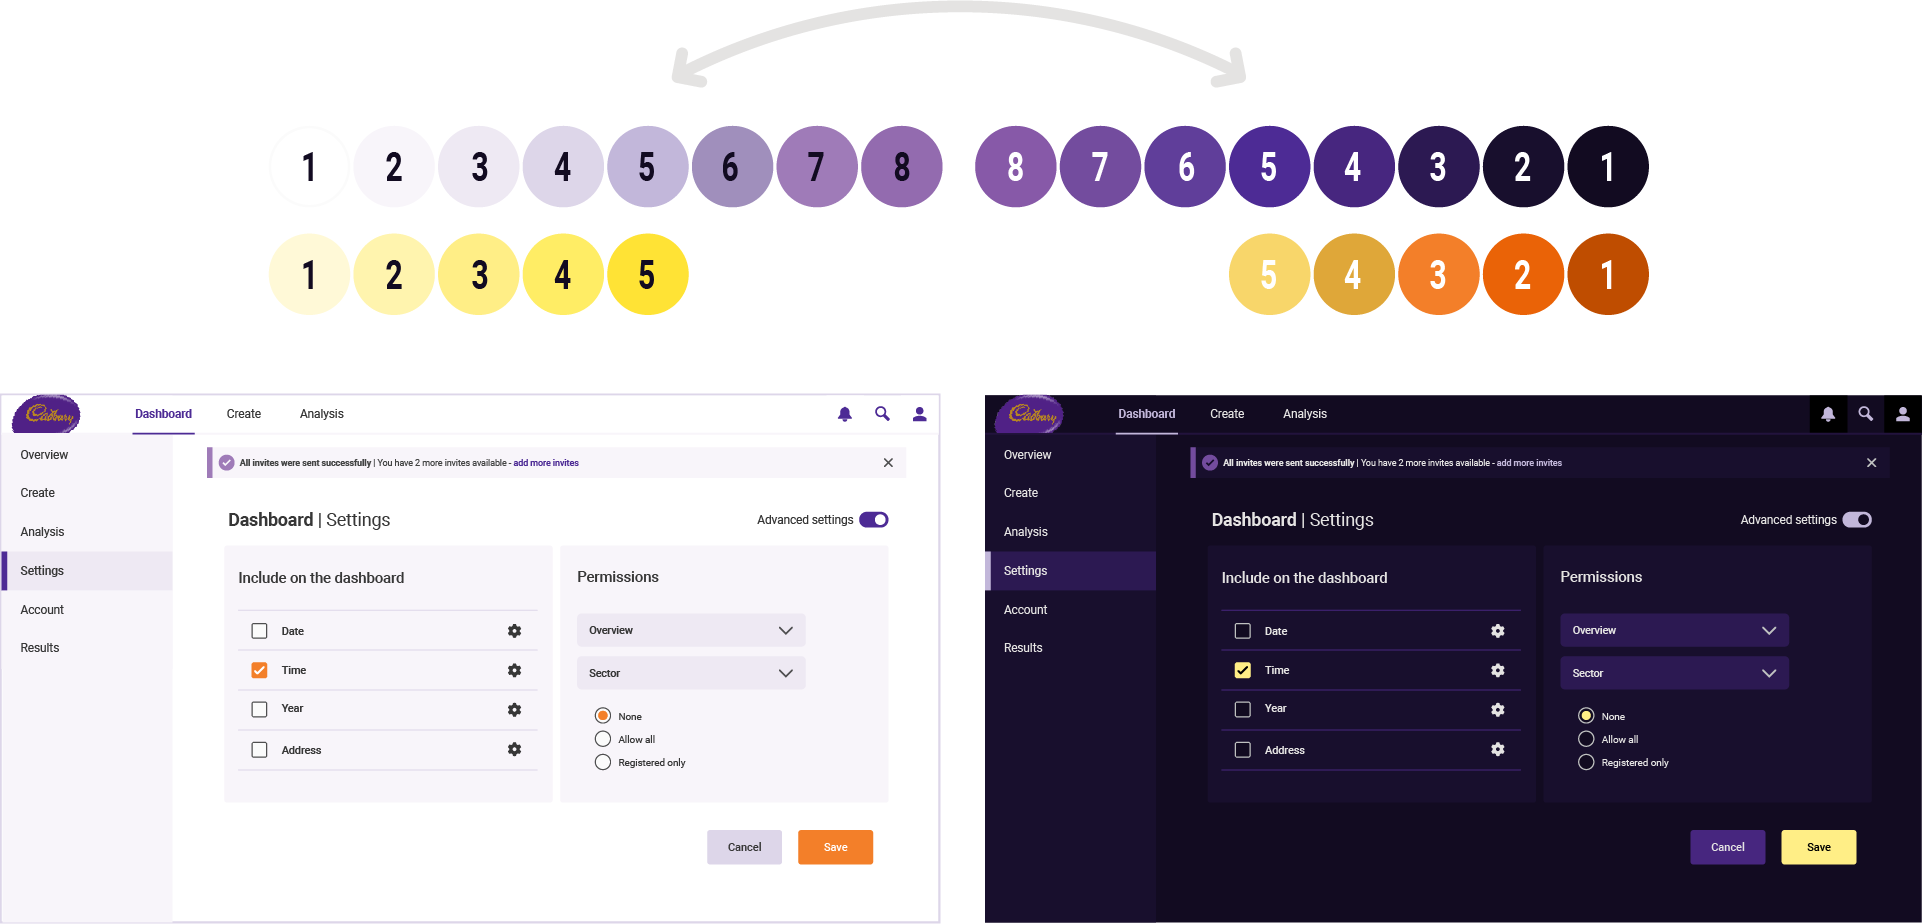 1 2 3 4 5 6 7 8 8 7 6 5 4 3 2 1
1 2 3 4 5 5 4 3 2 1
Cadbury
Dashboard Create Analysis
Overview
Create
Analysis
Settings
Account
Results
All invites were sent successfully | You have 2 more invites available - add more invites
Dashboard | Settings
Advanced settings
Include on the dashboard
Date
Time
Year
Address
Permissions
Overview
Sector
None
Allow all
Registered only
Cancel Save
Cadbury
Dashboard Create Analysis
Overview
Create
Analysis
Settings
Account
Results
All invites were sent successfully | You have 2 more invites available - add more invites
Dashboard | Settings
Advanced settings
Include on the dashboard
Date
Time
Year
Address
Permissions
Overview
Sector
None
Allow all
Registered only
Cancel Save